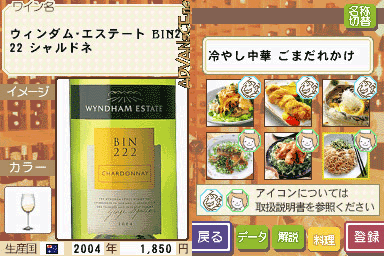 ワイン名
ウィンダム・エステート BIN2
22 シャルドネ
イメージ
WYNDHAM ESTATE
BIN
222
CHARDONNAY
カラー
生産国
2004 年
1,850 円
名称
切替
冷やし中華 ごまだれかけ
アイコンについては
取扱説明書を参照ください
戻る
データ
解説
料理
登録